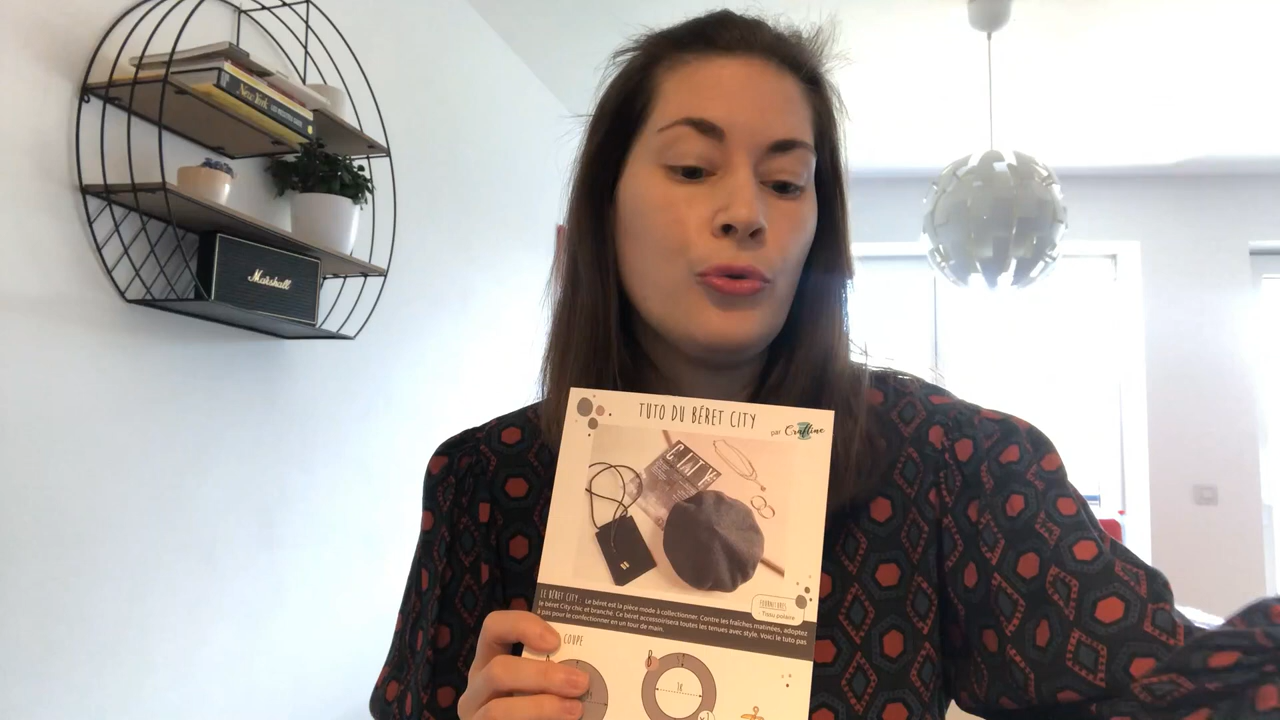 New York
Marshall
TUTO DU BÉRET CITY
par Craftine
CITY
FOURNITURES
- Tissu polaire
LE BÉRET CITY : Le béret est la pièce mode à collectionner. Contre les fraîches matinées, adoptez
le béret City chic et branché. Ce béret accessoirisera toutes les tenues avec style. Voici le tuto pas
à pas pour le confectionner en un tour de main.
COUPE
B
18